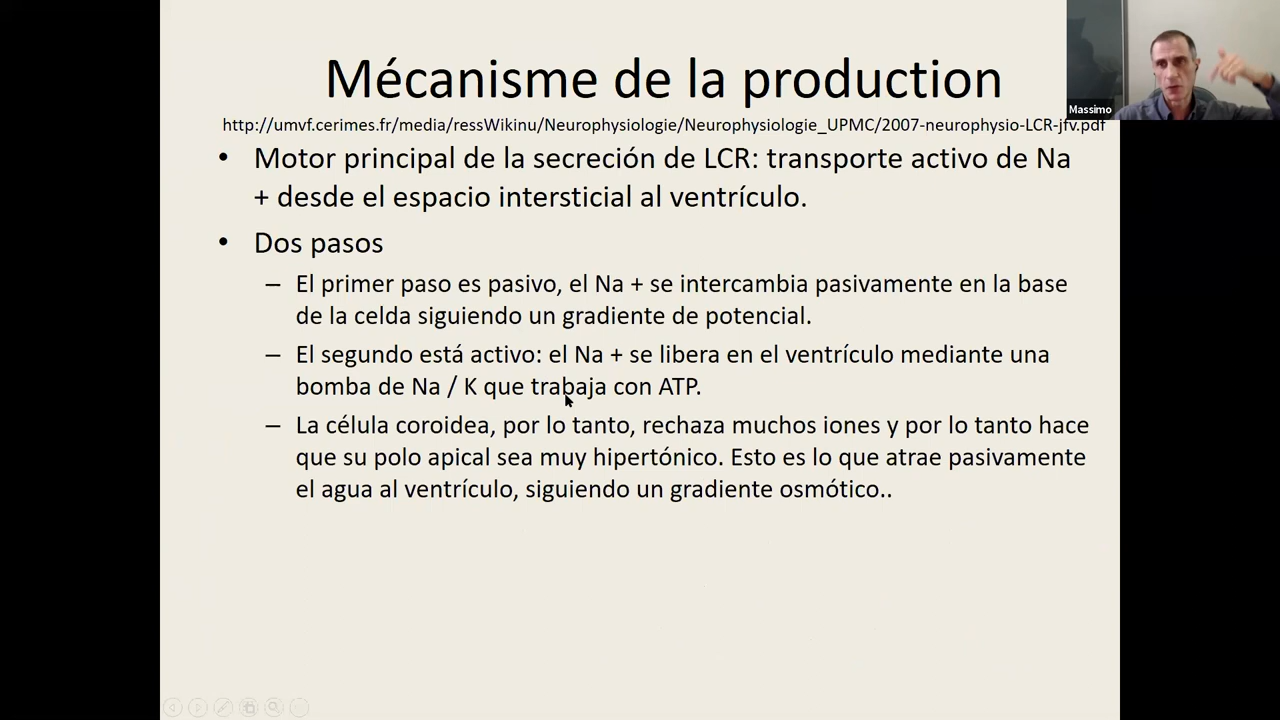 Mécanisme de la production
Massimo
http://umvf.cerimes.fr/media/ressWikinu/Neurophysiologie/Neurophysiologie_UPMC/2007-neurophysio-LCR-jfv.pdf
• Motor principal de la secreción de LCR: transporte activo de Na
+ desde el espacio intersticial al ventrículo.
• Dos pasos
– El primer paso es pasivo, el Na + se intercambia pasivamente en la base
de la celda siguiendo un gradiente de potencial.
– El segundo está activo: el Na + se libera en el ventrículo mediante una
bomba de Na / K que trabaja con ATP.
– La célula coroidea, por lo tanto, rechaza muchos iones y por lo tanto hace
que su polo apical sea muy hipertónico. Esto es lo que atrae pasivamente
el agua al ventrículo, siguiendo un gradiente osmótico..